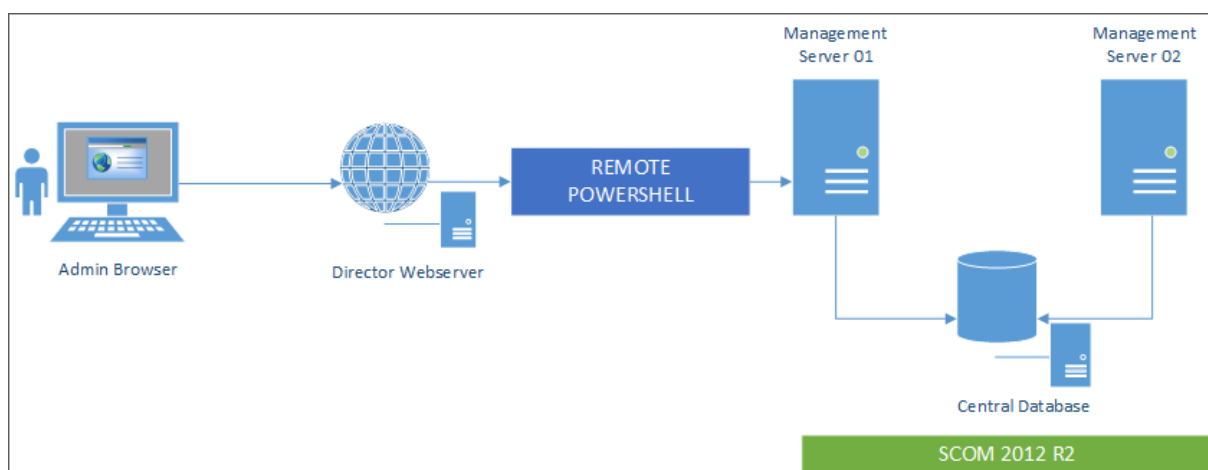 Management
Server 01
Management
Server 02
REMOTE
POWERSHELL
Admin Browser
Director Webserver
Central Database
SCOM 2012 R2